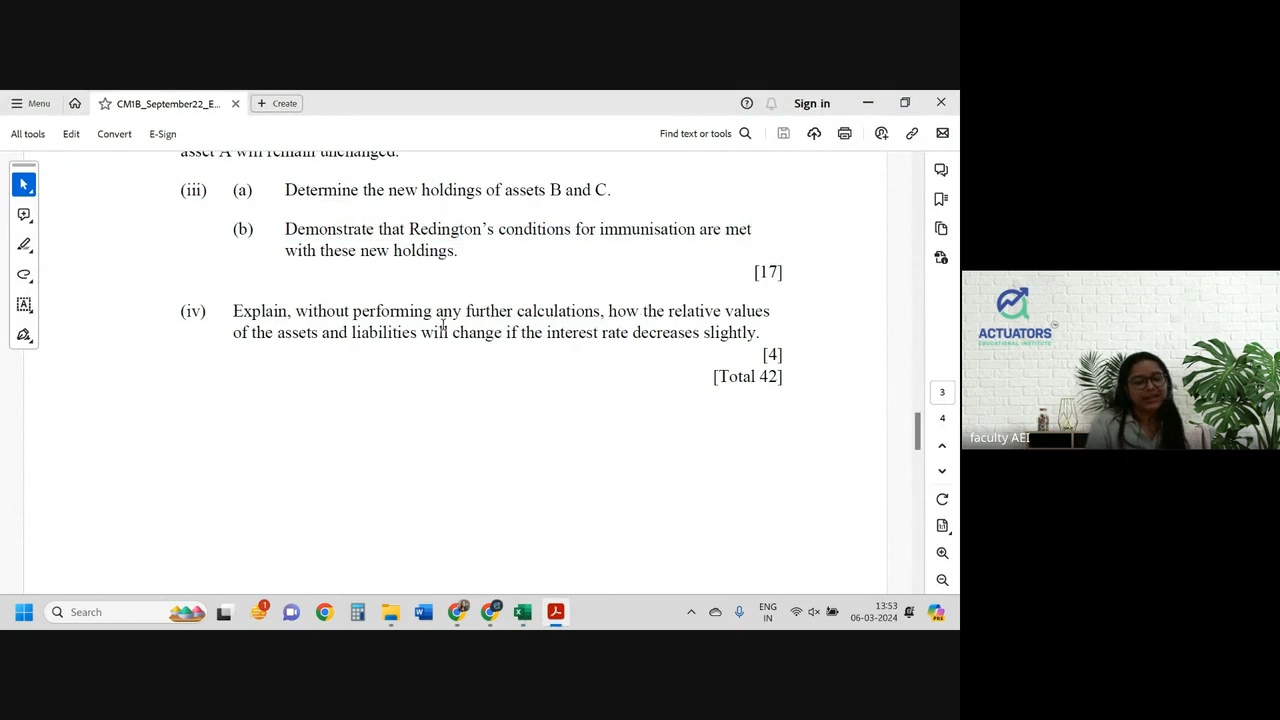 Menu
CM1B_September22_E...
Create
Sign in
All tools
Edit
Convert
E-Sign
Find text or tools
asset A will remain unchanged.
(iii) (a) Determine the new holdings of assets B and C.
(b) Demonstrate that Redington's conditions for immunisation are met
with these new holdings.
[17]
(iv) Explain, without performing any further calculations, how the relative values
of the assets and liabilities will change if the interest rate decreases slightly.
[4]
[Total 42]
3
4
ACTUATORS
EDUCATIONAL INSTITUTE
faculty AEI
Search
1
ENG
IN
13:53
06-03-2024
PRE